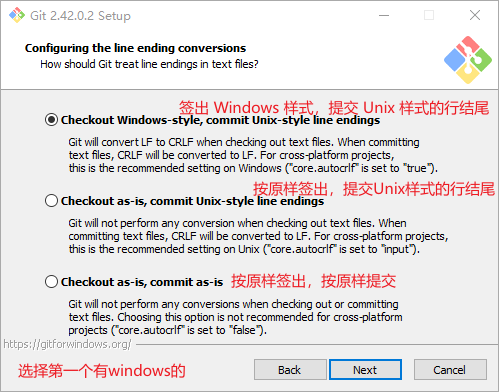 Git 2.42.0.2 Setup
Configuring the line ending conversions
How should Git treat line endings in text files?
签出 Windows 样式，提交 Unix 样式的行结尾
Checkout Windows-style, commit Unix-style line endings
Git will convert LF to CRLF when checking out text files. When committing
text files, CRLF will be converted to LF. For cross-platform projects,
this is the recommended setting on Windows ("core.autocrlf" is set to "true").
按原样签出，提交Unix样式的行结尾
Checkout as-is, commit Unix-style line endings
Git will not perform any conversion when checking out text files. When
committing text files, CRLF will be converted to LF. For cross-platform projects,
this is the recommended setting on Unix ("core.autocrlf" is set to "input").
Checkout as-is, commit as-is 按原样签出，按原样提交
Git will not perform any conversions when checking out or committing
text files. Choosing this option is not recommended for cross-platform
projects ("core.autocrlf" is set to "false").
https://gitforwindows.org/
选择第一个有windows的
Back Next Cancel